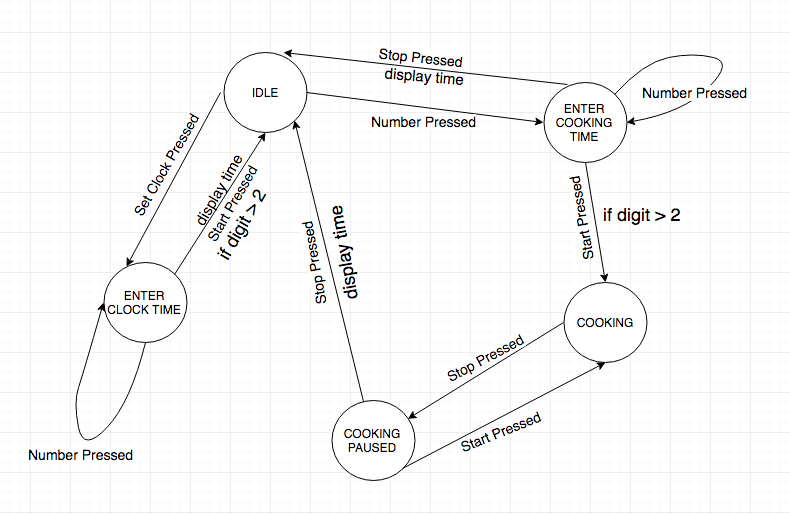 Stop Pressed
display time
IDLE
Number Pressed
ENTER
COOKING
TIME
Number Pressed
Set Clock Pressed
display time
Start Pressed
if digit > 2
Stop Pressed
display time
Start Pressed
if digit > 2
ENTER
CLOCK TIME
COOKING
Stop Pressed
Start Pressed
COOKING
PAUSED
Number Pressed